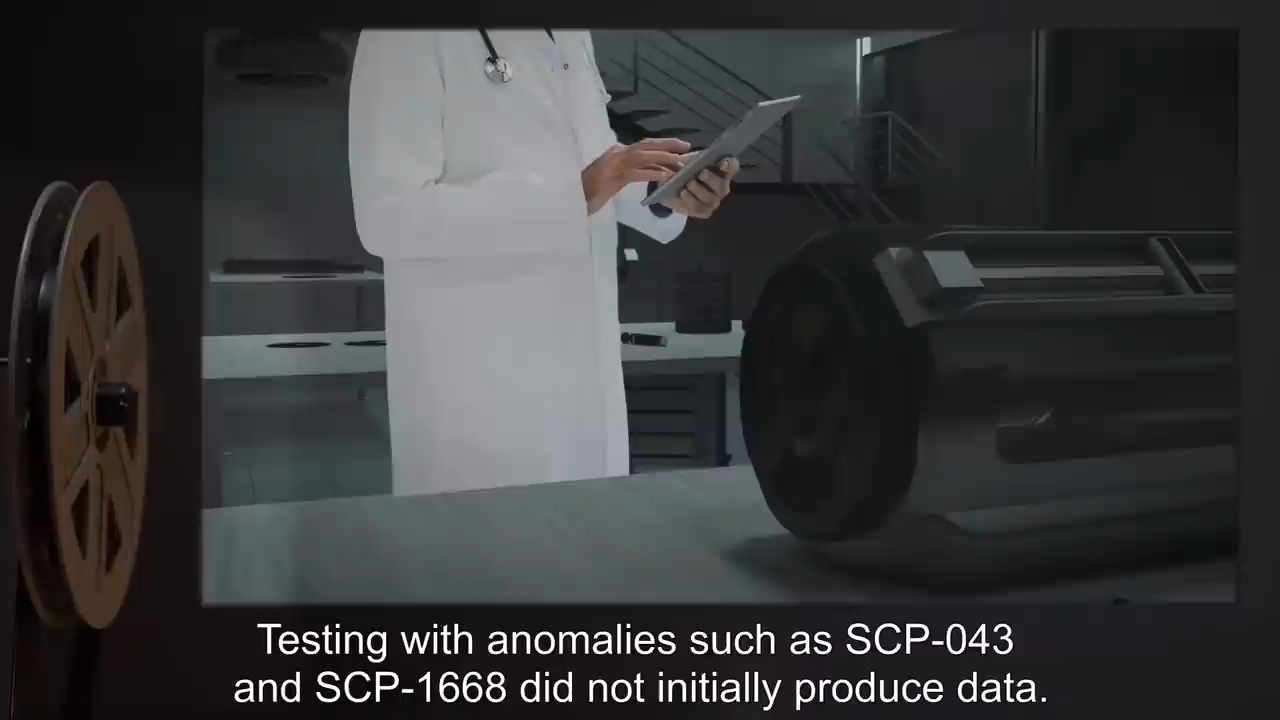 Testing with anomalies such as SCP-043
and SCP-1668 did not initially produce data.